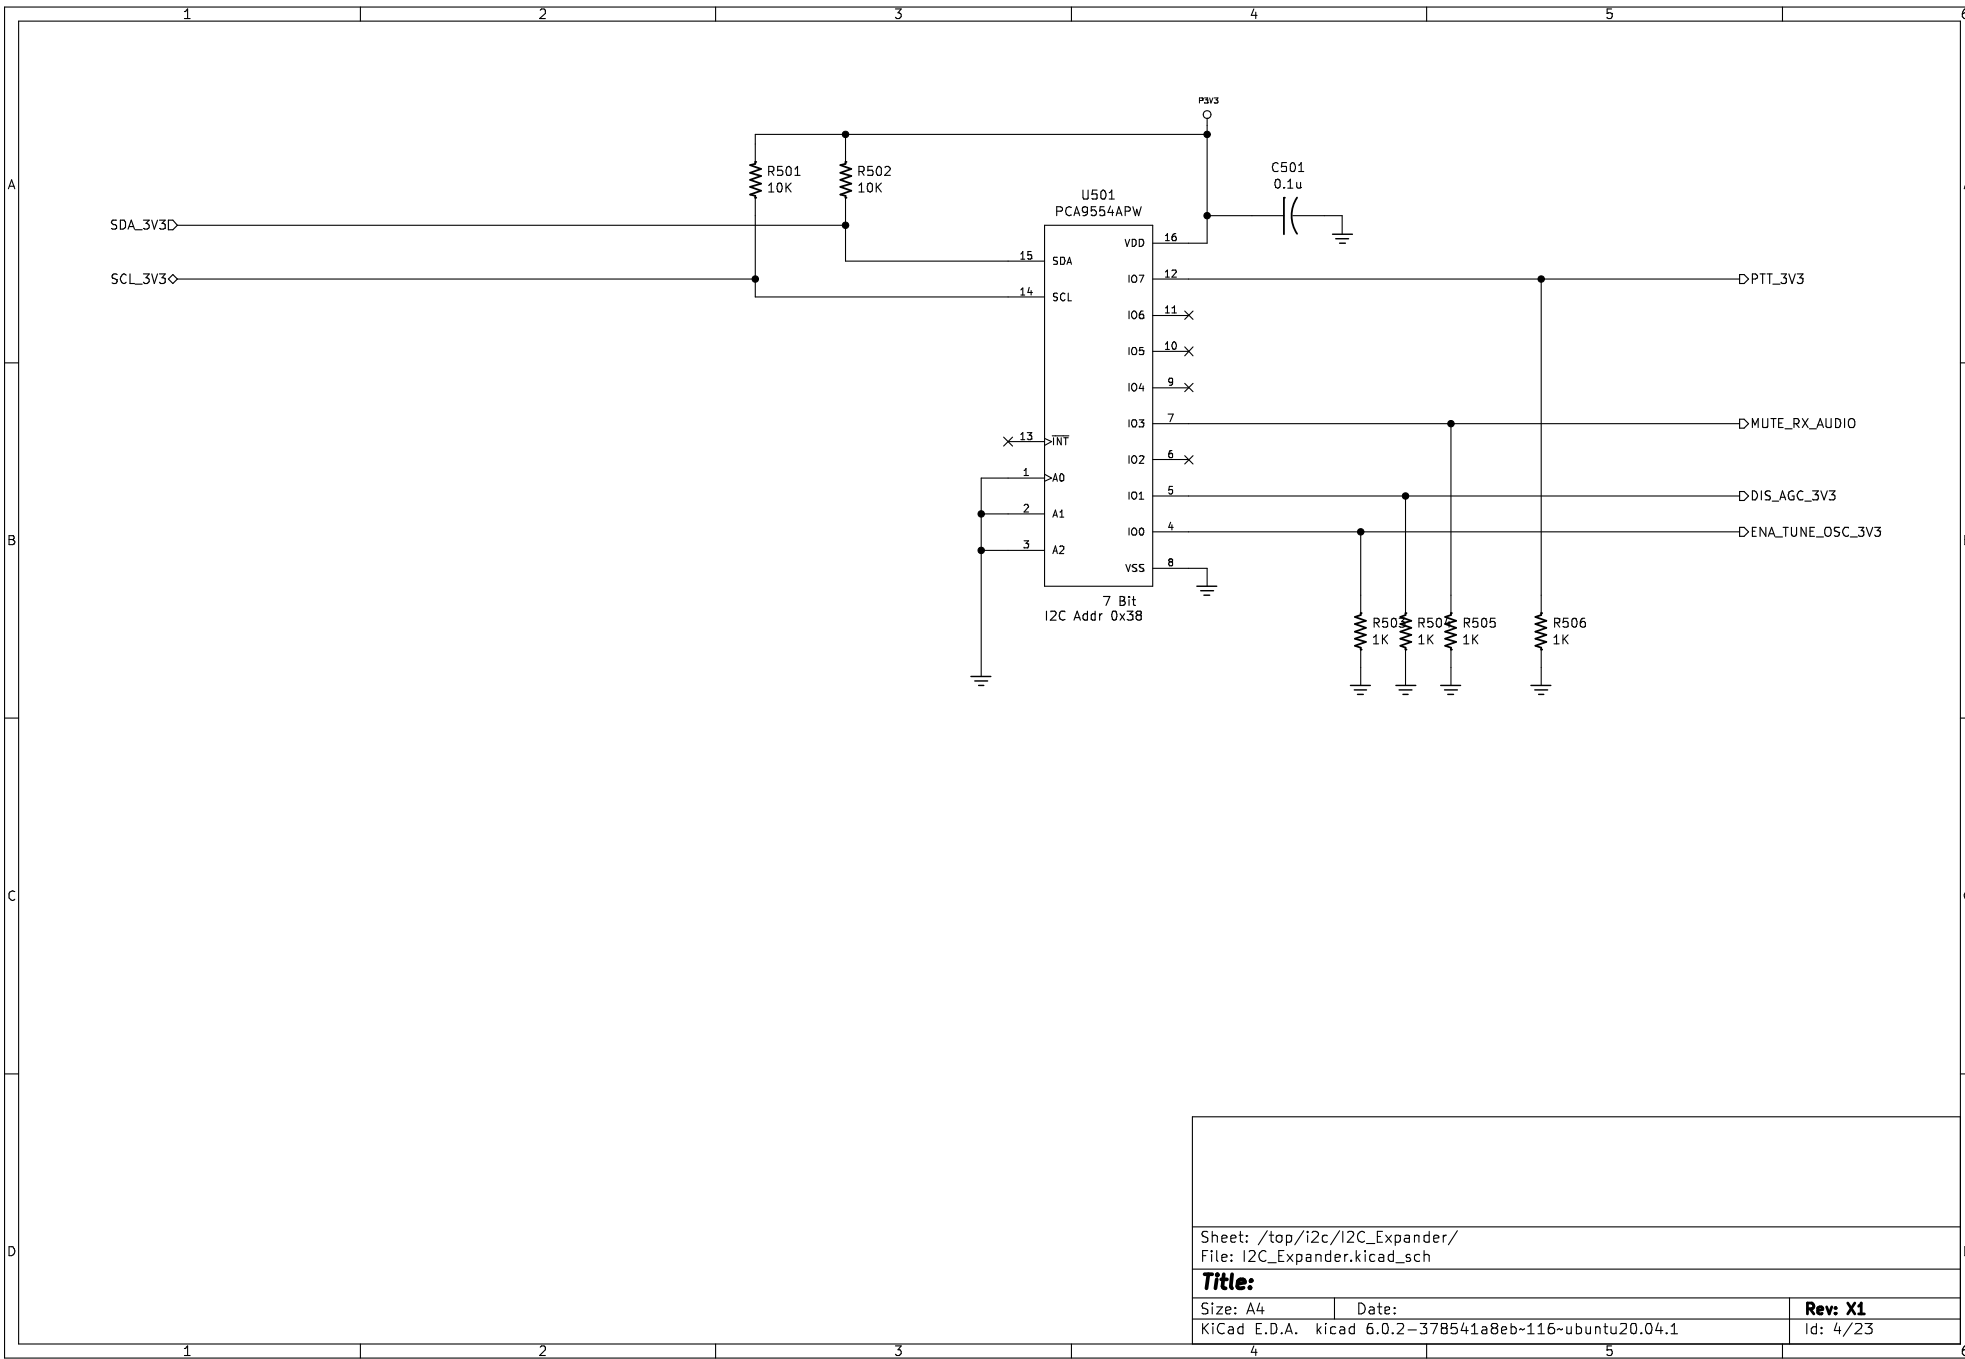 1 2 3 4 5 6
P3V3
A
R501
10K
R502
10K
C501
0.1u
U501
PCA9554APW
SDA_3V3
SCL_3V3
VDD 16
15 SDA
IO7 12
PTT_3V3
14 SCL
IO6 11
IO5 10
IO4 9
IO3 7
MUTE_RX_AUDIO
13 INT
IO2 6
1 A0
IO1 5
DIS_AGC_3V3
2 A1
IO0 4
ENA_TUNE_OSC_3V3
B
3 A2
VSS 8
7 Bit
I2C Addr 0x38
R503
1K
R504
1K
R505
1K
R506
1K
C
D
Sheet: /top/i2c/I2C_Expander/
File: I2C_Expander.kicad_sch
Title:
Size: A4 Date: Rev: X1
KiCad E.D.A. kicad 6.0.2-378541a8eb~116~ubuntu20.04.1 Id: 4/23
1 2 3 4 5 6